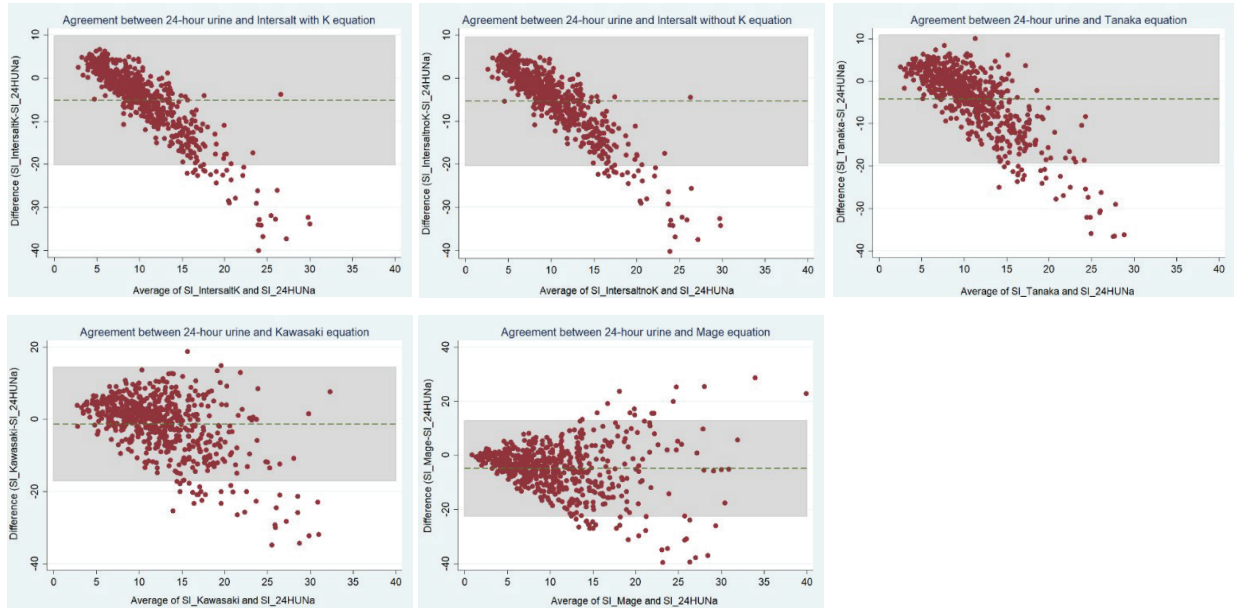 Agreement between 24-hour urine and Intersalt with K equation
Difference (SI_IntersaltK-SI_24HUNa)
10
0
-10
-20
-30
-40
0 5 10 15 20 25 30 35 40
Average of SI_IntersaltK and SI_24HUNa
Agreement between 24-hour urine and Intersalt without K equation
Difference (SI_IntersaltnoK-SI_24HUNa)
10
0
-10
-20
-30
-40
0 5 10 15 20 25 30 35 40
Average of SI_IntersaltnoK and SI_24HUNa
Agreement between 24-hour urine and Tanaka equation
Difference (SI_Tanaka-SI_24HUNa)
10
0
-10
-20
-30
-40
0 5 10 15 20 25 30 35 40
Average of SI_Tanaka and SI_24HUNa
Agreement between 24-hour urine and Kawasaki equation
Difference (SI_Kawasaki-SI_24HUNa)
20
0
-20
-40
0 5 10 15 20 25 30 35 40
Average of SI_Kawasaki and SI_24HUNa
Agreement between 24-hour urine and Mage equation
Difference (SI_Mage-SI_24HUNa)
40
20
0
-20
-40
0 5 10 15 20 25 30 35 40
Average of SI_Mage and SI_24HUNa